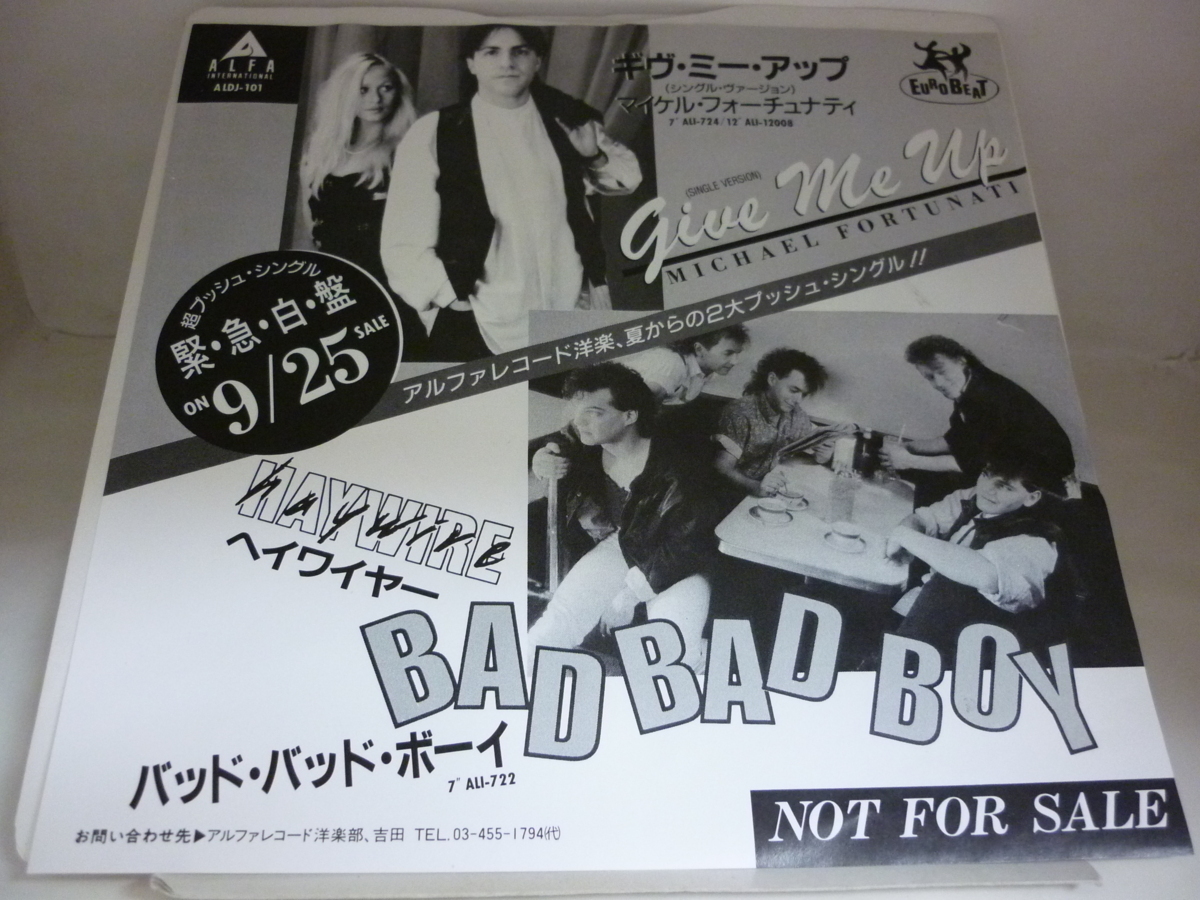 ALFA
INTERNATIONAL
ALDJ-101
ギヴ・ミー・アップ
(シングル・ヴァージョン)
マイケル・フォーチュナティ
7" ALI-724/12" ALI-12008
EUROBEAT
(SINGLE VERSION)
Give Me Up
MICHAEL FORTUNATI
超プッシュ・シングル
緊・急・白・盤
ON 9/25 SALE
アルファレコード洋楽、夏からの2大プッシュ・シングル!!
HAYWIRE
haywire
ヘイワイヤー
BAD BAD BOY
バッド・バッド・ボーイ
7" ALI-722
お問い合わせ先▶アルファレコード洋楽部、吉田 TEL.03-455-1794(代)
NOT FOR SALE